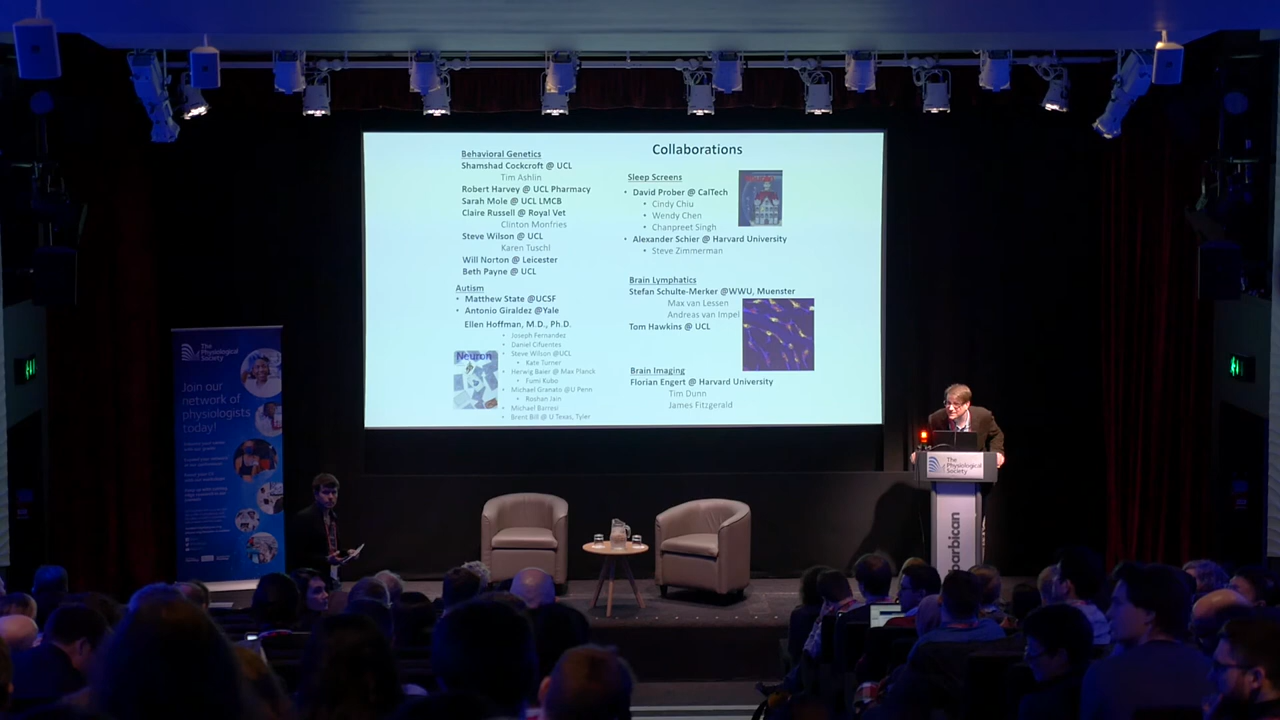 Behavioral Genetics
Shamshad Cockcroft @ UCL
Tim Ashlin
Robert Harvey @ UCL Pharmacy
Sarah Mole @ UCL LMCB
Claire Russell @ Royal Vet
Clinton Monfries
Steve Wilson @ UCL
Karen Tuschl
Will Norton @ Leicester
Beth Payne @ UCL
Autism
• Matthew State @UCSF
• Antonio Giraldez @Yale
Ellen Hoffman, M.D., Ph.D.
• Joseph Fernandez
• Daniel Cifuentes
• Steve Wilson @UCL
• Kate Turner
• Herwig Baier @ Max Planck
• Fumi Kubo
• Michael Granato @U Penn
• Roshan Jain
• Michael Barresi
• Brent Bill @ U Texas, Tyler
Neuron
Collaborations
Sleep Screens
• David Prober @ CalTech
• Cindy Chiu
• Wendy Chen
• Chanpreet Singh
• Alexander Schier @ Harvard University
• Steve Zimmerman
Brain Lymphatics
Stefan Schulte-Merker @WWU, Muenster
Max van Lessen
Andreas van Impel
Tom Hawkins @ UCL
Brain Imaging
Florian Engert @ Harvard University
Tim Dunn
James Fitzgerald
The
Physiological
Society
Join our
network of
physiologists
today!
The
Physiological
Society
barbican